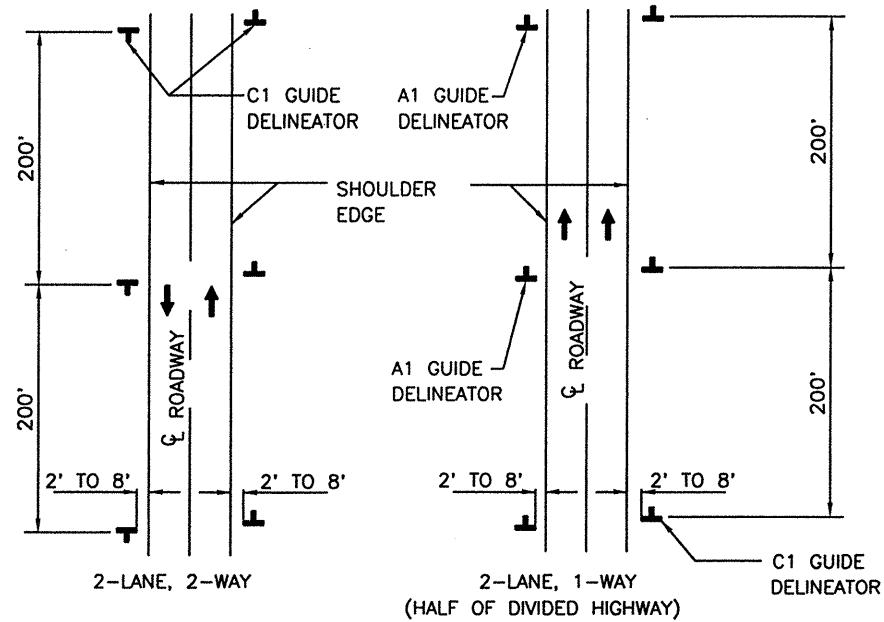 C1 GUIDE
DELINEATOR
A1 GUIDE
DELINEATOR
200'
200'
SHOULDER
EDGE
200'
200'
℄ ROADWAY
℄ ROADWAY
A1 GUIDE
DELINEATOR
2' TO 8'
2' TO 8'
2' TO 8'
2' TO 8'
2-LANE, 2-WAY
2-LANE, 1-WAY
(HALF OF DIVIDED HIGHWAY)
C1 GUIDE
DELINEATOR